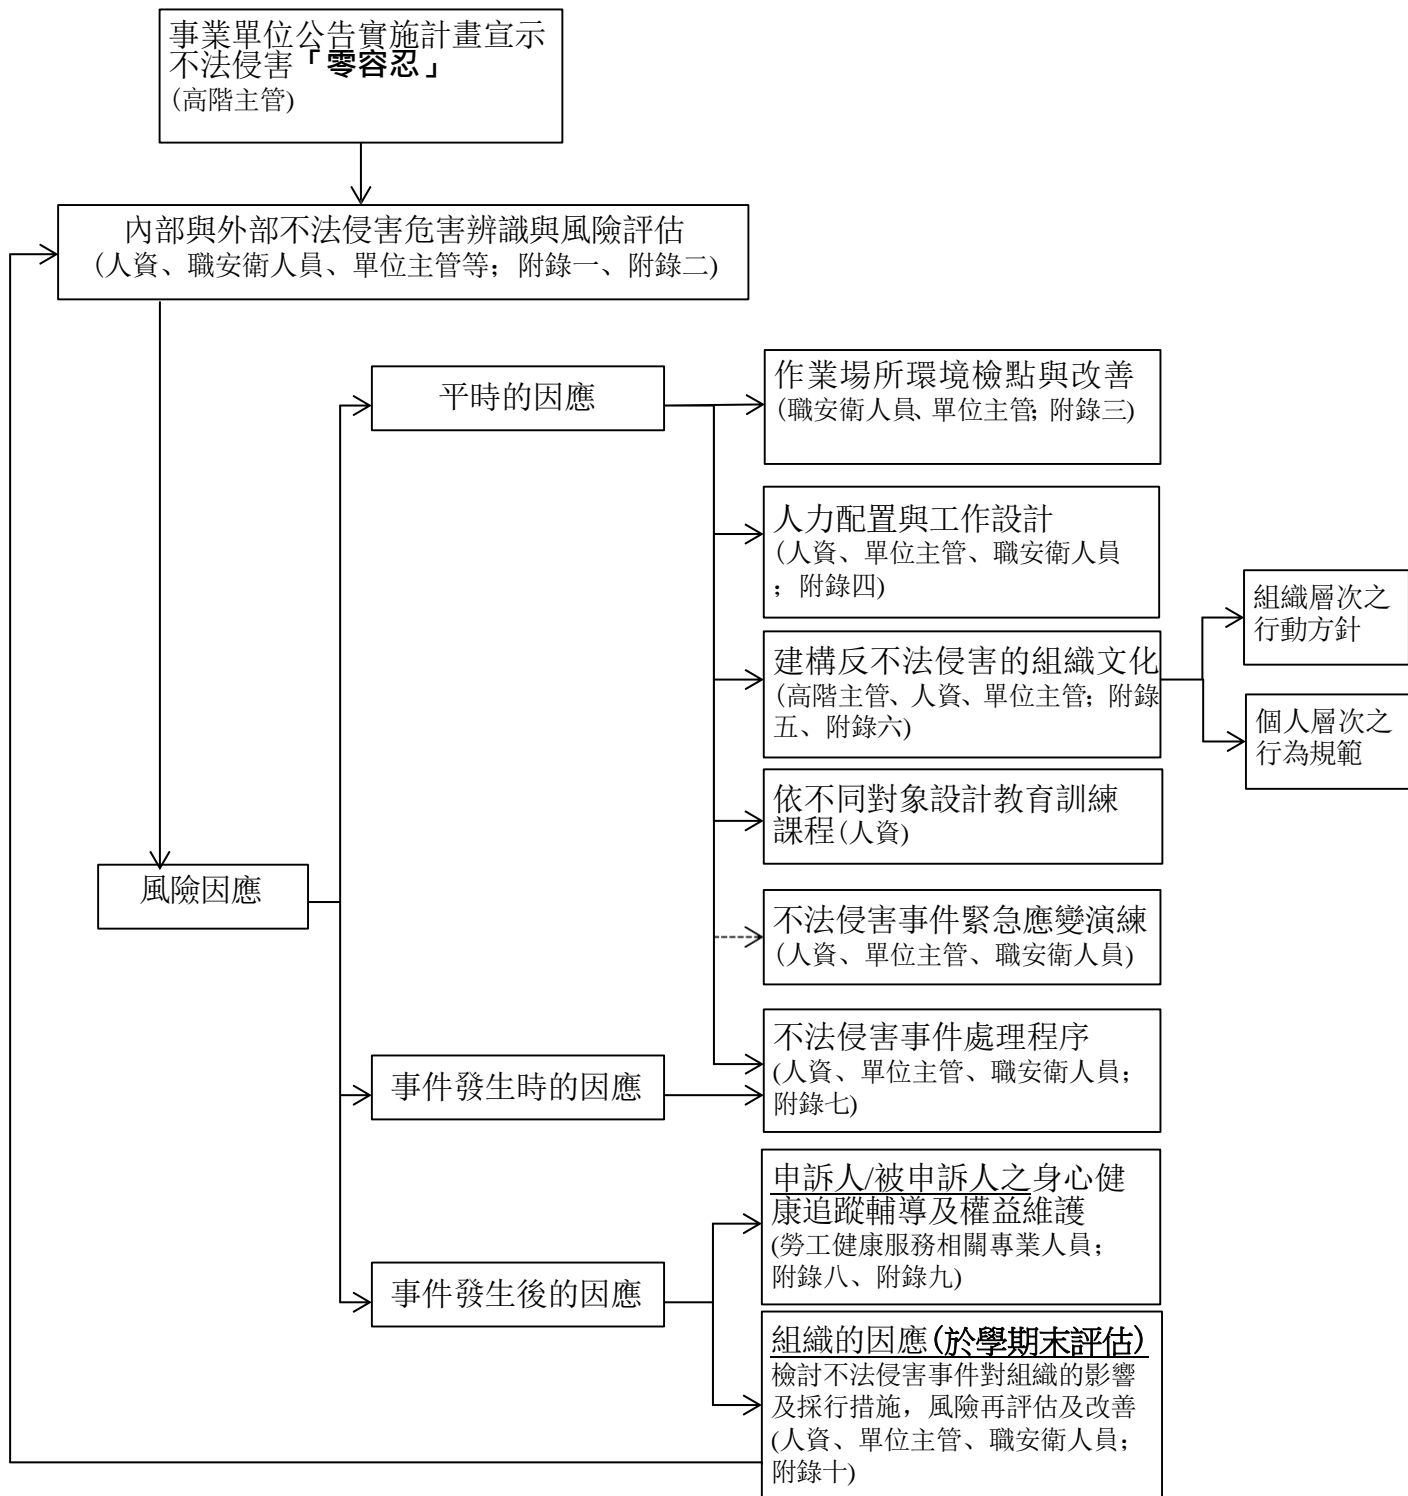 事業單位公告實施計畫宣示
不法侵害「零容忍」
(高階主管)
內部與外部不法侵害危害辨識與風險評估
(人資、職安衛人員、單位主管等；附錄一、附錄二)
平時的因應
作業場所環境檢點與改善
(職安衛人員、單位主管；附錄三)
人力配置與工作設計
(人資、單位主管、職安衛人員
；附錄四)
組織層次之
行動方針
建構反不法侵害的組織文化
(高階主管、人資、單位主管；附錄
五、附錄六)
個人層次之
行為規範
依不同對象設計教育訓練
課程(人資)
風險因應
不法侵害事件緊急應變演練
(人資、單位主管、職安衛人員)
事件發生時的因應
不法侵害事件處理程序
(人資、單位主管、職安衛人員；
附錄七)
申訴人/被申訴人之身心健
康追蹤輔導及權益維護
(勞工健康服務相關專業人員；
附錄八、附錄九)
事件發生後的因應
組織的因應(於學期末評估)
檢討不法侵害事件對組織的影響
及採行措施，風險再評估及改善
(人資、單位主管、職安衛人員；
附錄十)